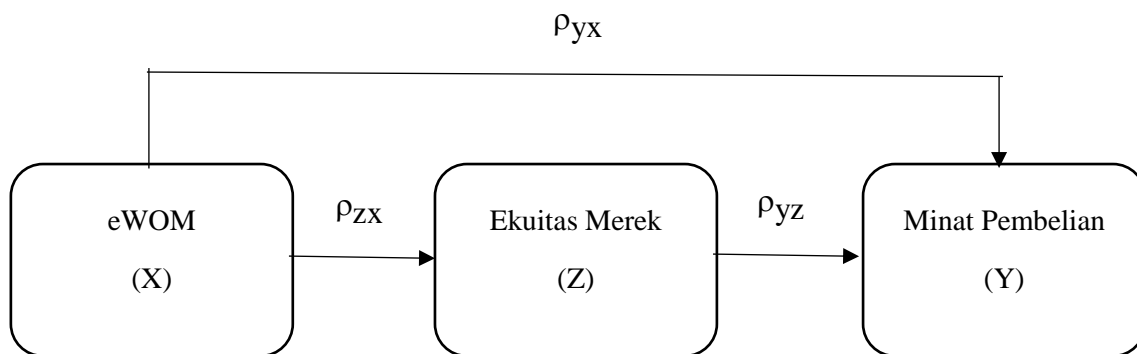 ρyx
eWOM
(X)
ρzx
Ekuitas Merek
(Z)
ρyz
Minat Pembelian
(Y)